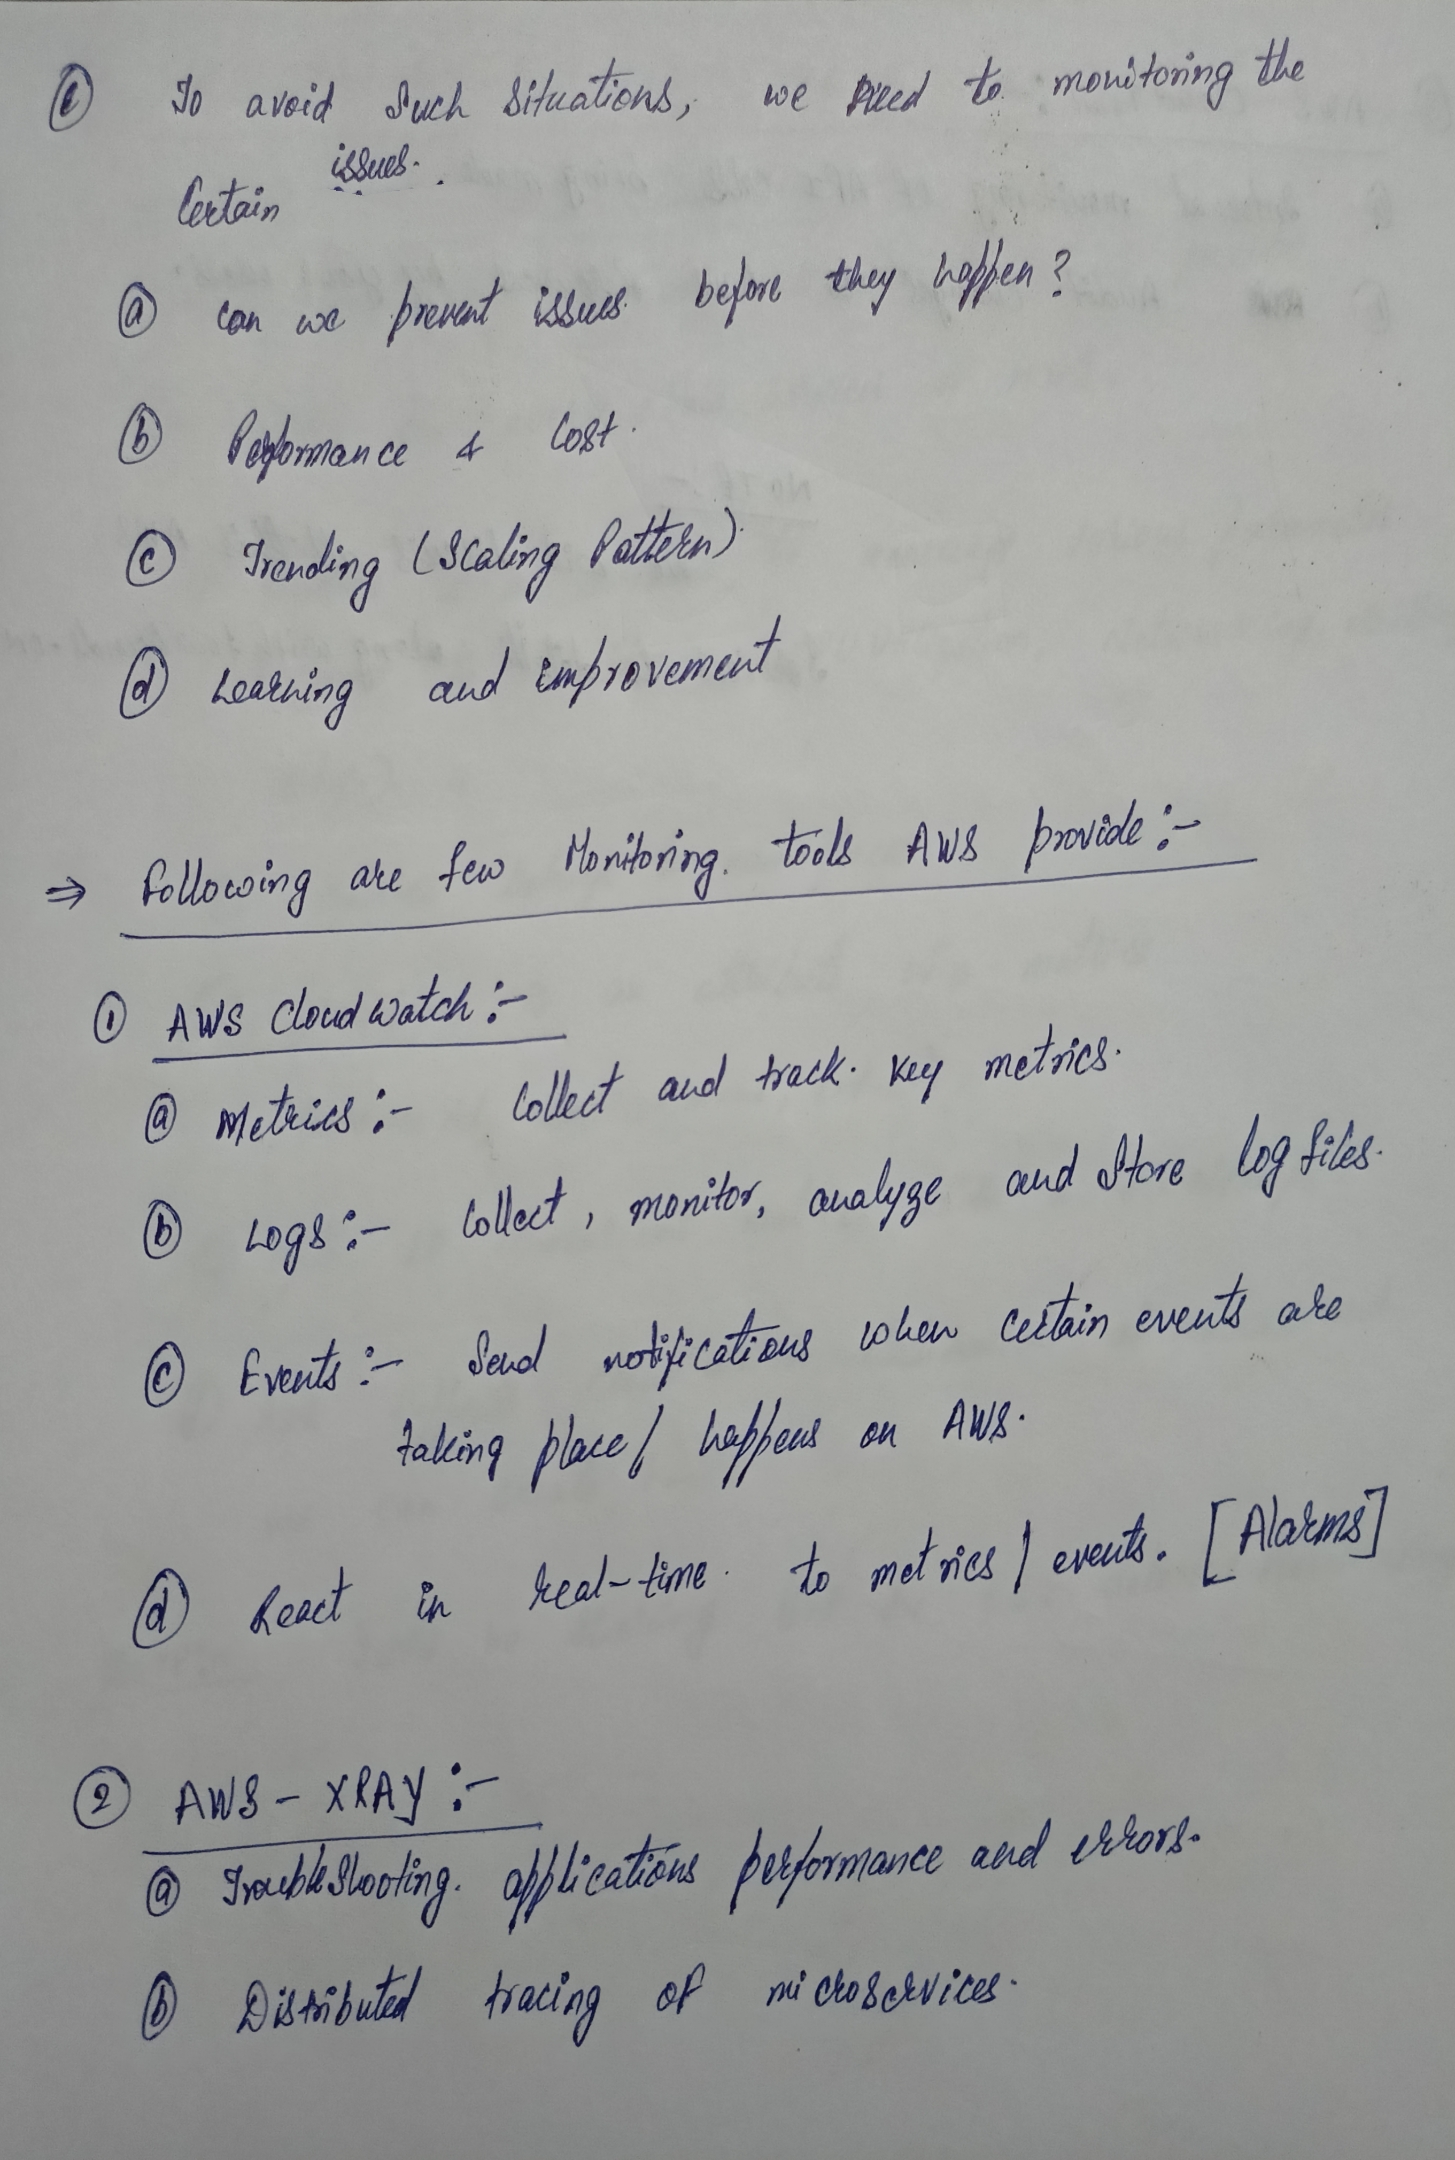 To avoid Such Situations, we need to monitoring the
Certain issues.
(a) Can we prevent issues before they happen?
(b) Performance & Cost.
(c) Trending (Scaling Pattern)
(d) Learning and improvement
⇒ Following are few Monitoring tools AWS provide :-
① AWS Cloud Watch :-
(a) Metrics :- Collect and track Key metrics.
(b) Logs :- Collect, monitor, analyze and Store log files.
(c) Events :- Send notifications when Certain events are
taking place / happens on AWS.
(d) React in real-time to metrics / events. [Alarms]
② AWS - XRAY :-
(a) TroubleShooting applications performance and errors.
(b) Distributed tracing of microservices.